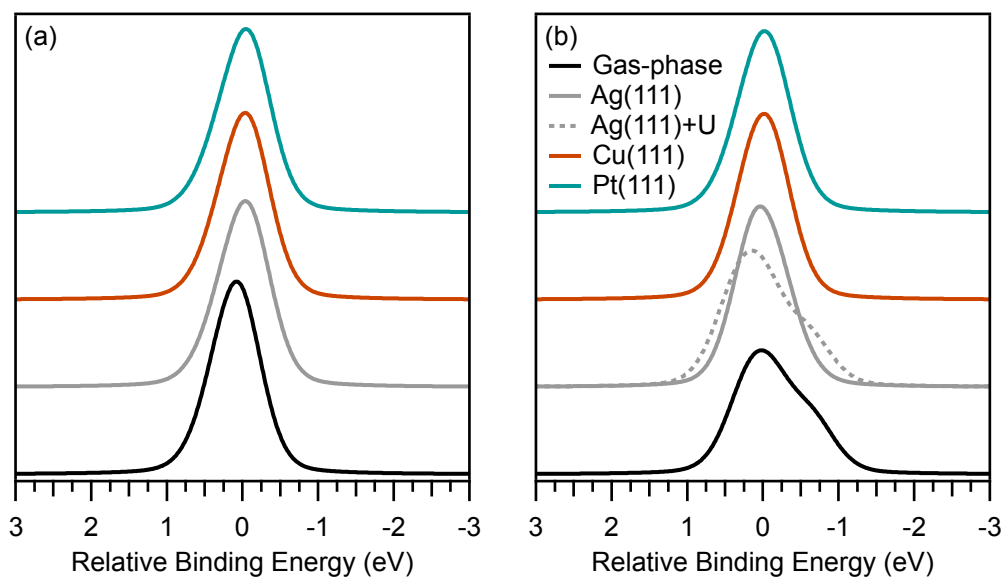 (a)
(b)
Gas-phase
Ag(111)
Ag(111)+U
Cu(111)
Pt(111)
3 2 1 0 -1 -2 -3
3 2 1 0 -1 -2 -3
Relative Binding Energy (eV)
Relative Binding Energy (eV)